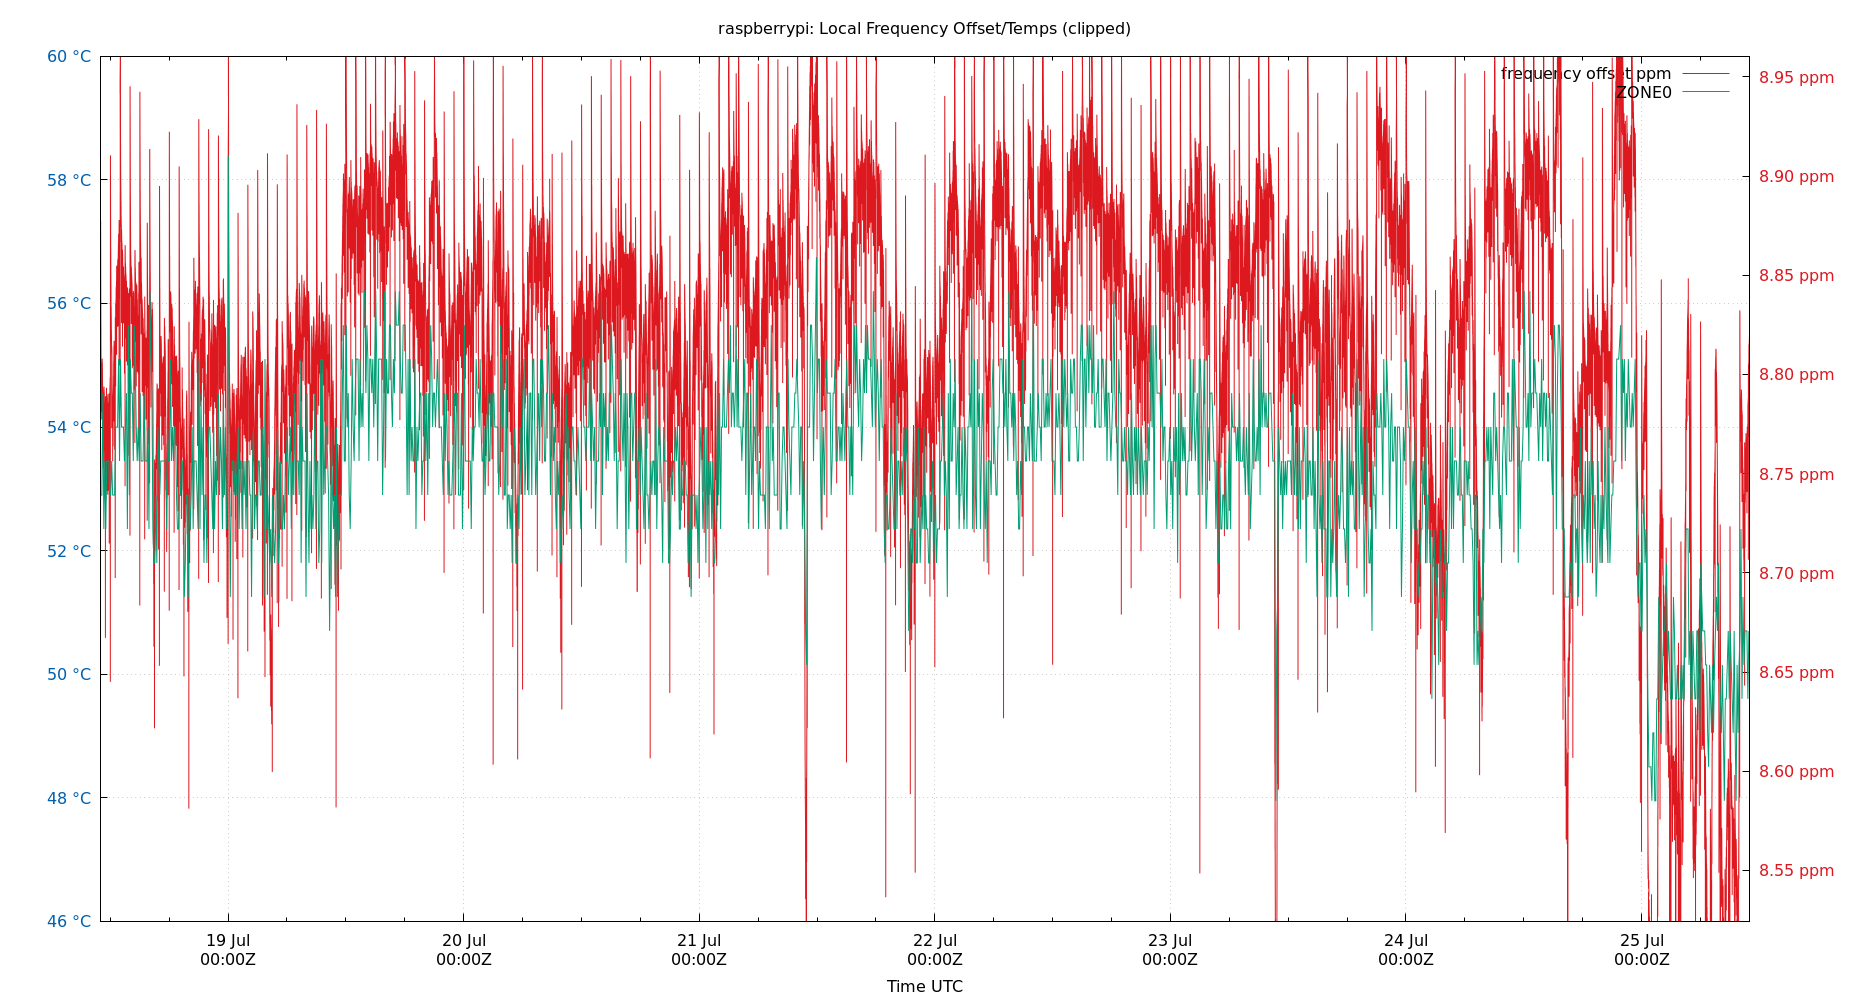 raspberrypi: Local Frequency Offset/Temps (clipped)
frequency offset ppm
ZONE0
60 °C
58 °C
56 °C
54 °C
52 °C
50 °C
48 °C
46 °C
8.95 ppm
8.90 ppm
8.85 ppm
8.80 ppm
8.75 ppm
8.70 ppm
8.65 ppm
8.60 ppm
8.55 ppm
19 Jul 20 Jul 21 Jul 22 Jul 23 Jul 24 Jul 25 Jul
00:00Z 00:00Z 00:00Z 00:00Z 00:00Z 00:00Z 00:00Z
Time UTC